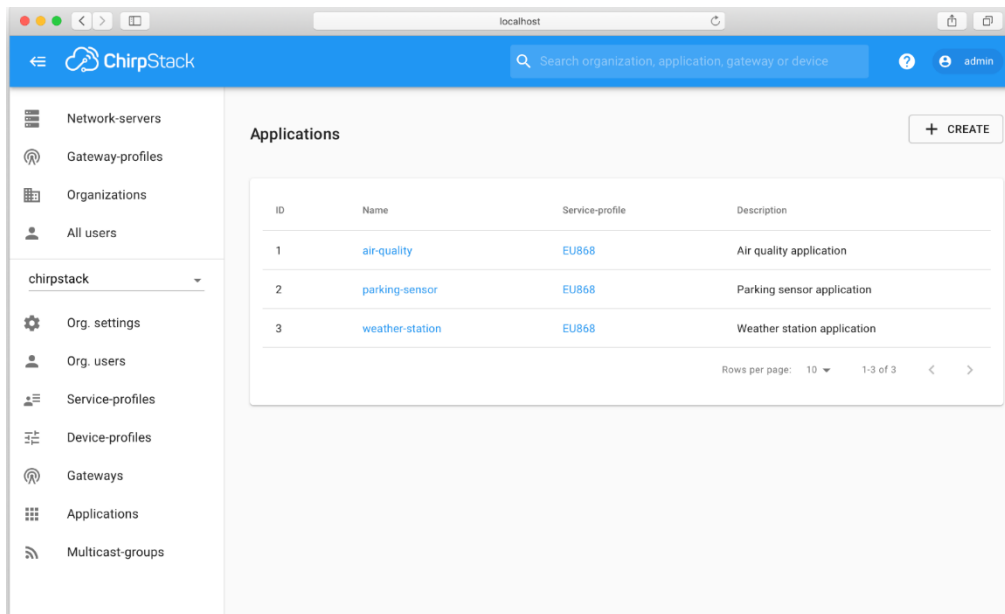 localhost
ChirpStack
Search organization, application, gateway or device
? admin
Network-servers
Gateway-profiles
Organizations
All users
chirpstack
Org. settings
Org. users
Service-profiles
Device-profiles
Gateways
Applications
Multicast-groups
Applications
+ CREATE
ID Name Service-profile Description
1 air-quality EU868 Air quality application
2 parking-sensor EU868 Parking sensor application
3 weather-station EU868 Weather station application
Rows per page: 10 1-3 of 3